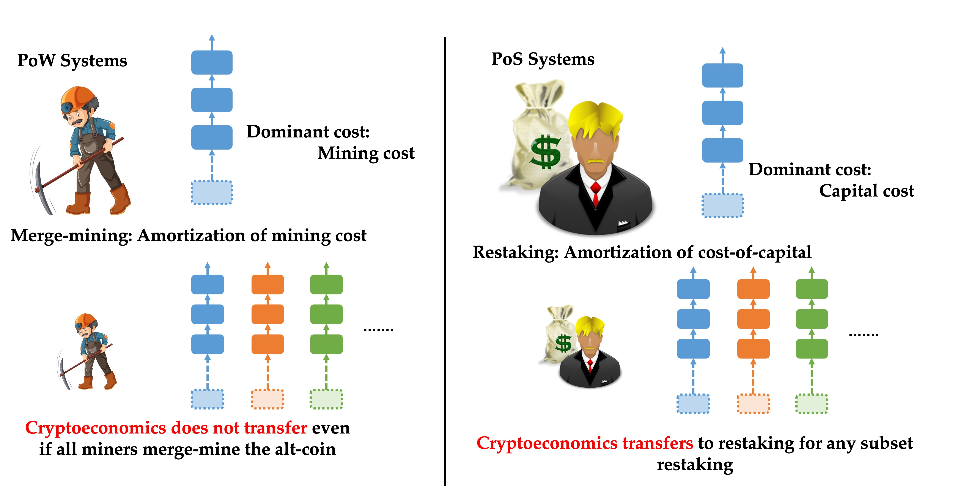 PoW Systems
Dominant cost:
Mining cost
Merge-mining: Amortization of mining cost
.......
Cryptoeconomics does not transfer even
if all miners merge-mine the alt-coin
PoS Systems
$
Dominant cost:
Capital cost
Restaking: Amortization of cost-of-capital
$
.......
Cryptoeconomics transfers to restaking for any subset
restaking